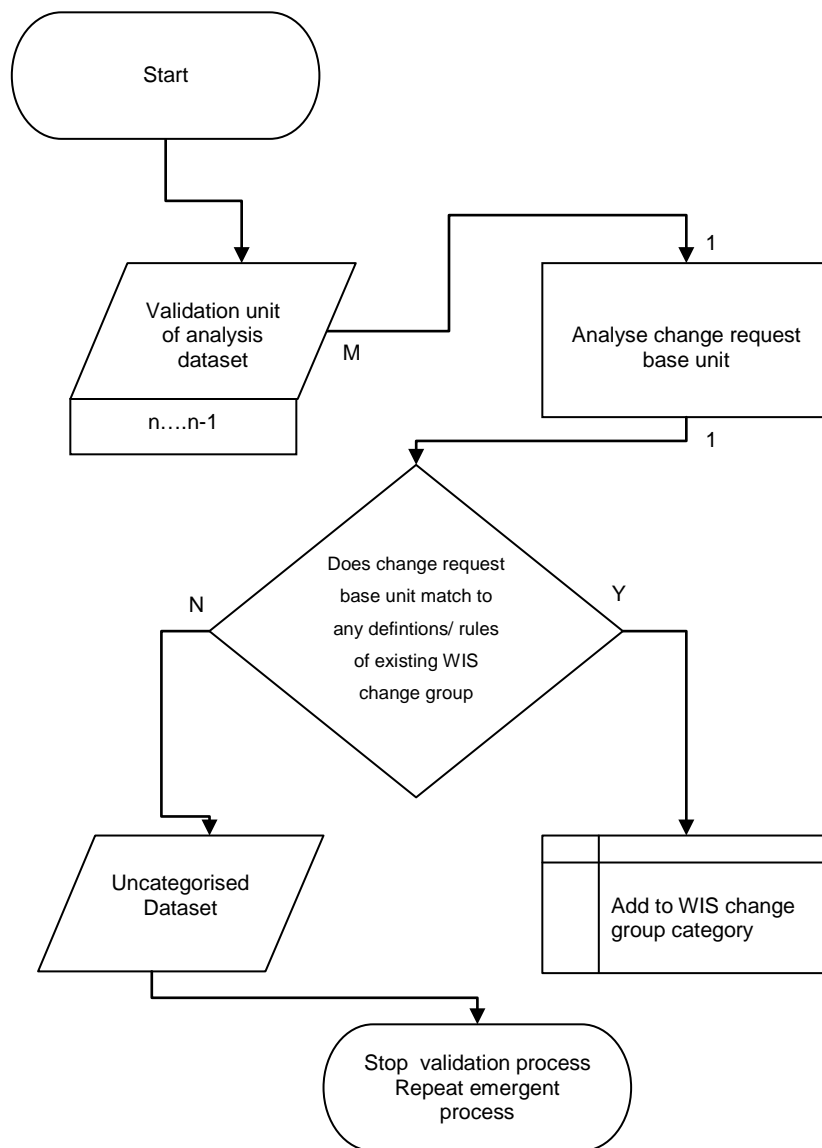 Start
1
Validation unit
of analysis
dataset
M
Analyse change request
base unit
n….n-1
1
Does change request
base unit match to
any defintions/ rules
of existing WIS
change group
N
Y
Uncategorised
Dataset
Add to WIS change
group category
Stop validation process
Repeat emergent
process